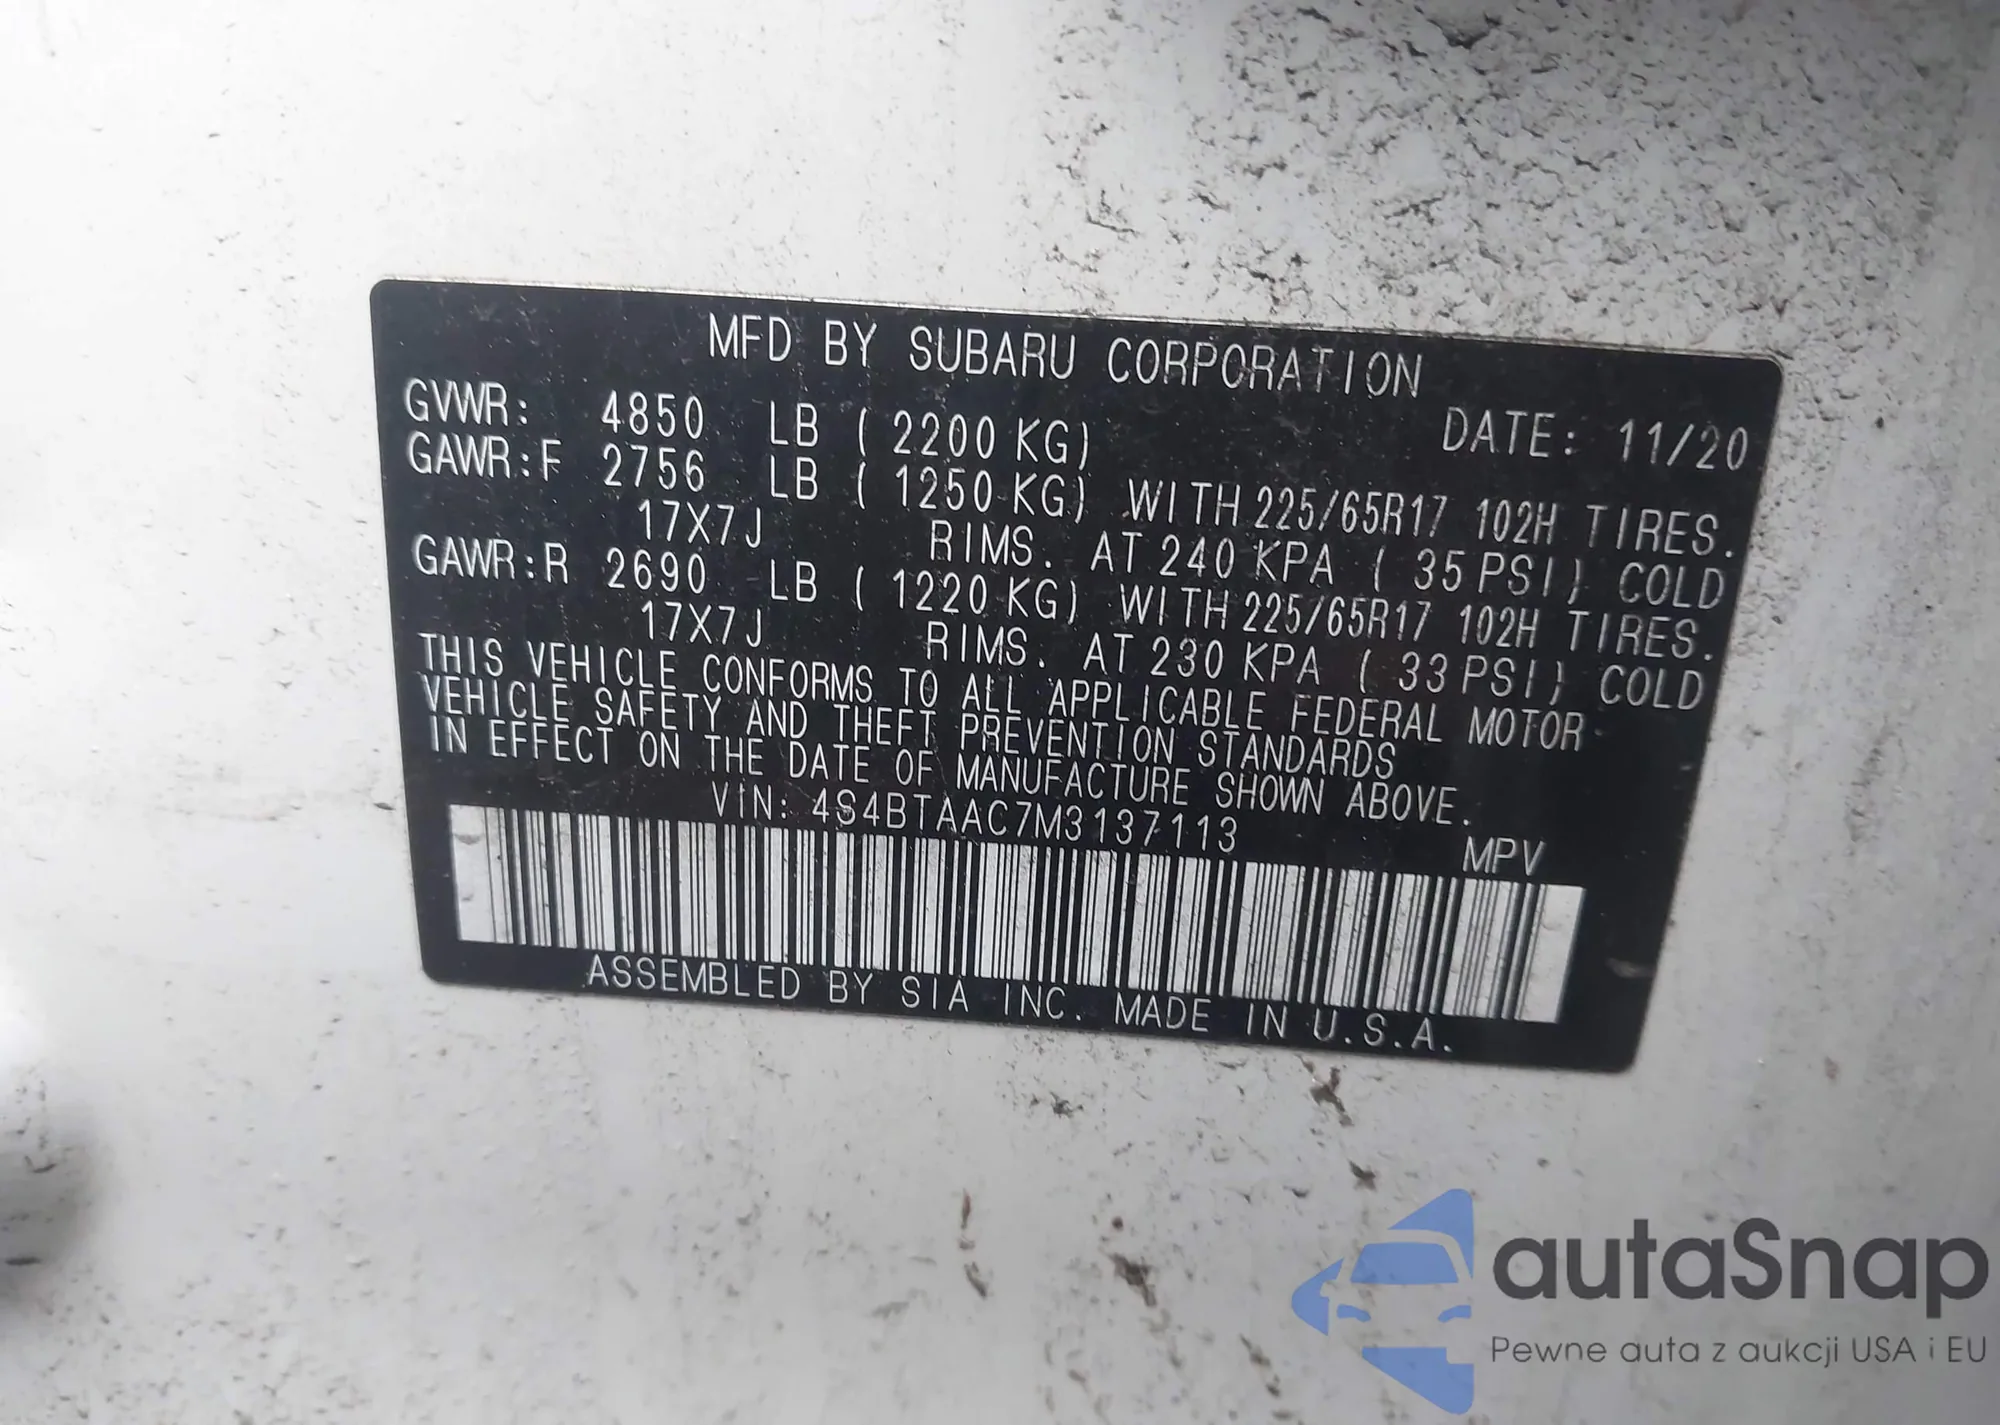 MFD BY SUBARU CORPORATION
GVWR: 4850 LB ( 2200 KG) DATE: 11/20
GAWR:F 2756 LB ( 1250 KG) WITH 225/65R17 102H TIRES.
17X7J RIMS. AT 240 KPA ( 35 PSI) COLD
GAWR:R 2690 LB ( 1220 KG) WITH 225/65R17 102H TIRES.
17X7J RIMS. AT 230 KPA ( 33 PSI) COLD
THIS VEHICLE CONFORMS TO ALL APPLICABLE FEDERAL MOTOR
VEHICLE SAFETY AND THEFT PREVENTION STANDARDS
IN EFFECT ON THE DATE OF MANUFACTURE SHOWN ABOVE.
VIN: 4S4BTAAC7M3137113 MPV
ASSEMBLED BY SIA INC. MADE IN U.S.A.
autaSnap
Pewne auta z aukcji USA i EU